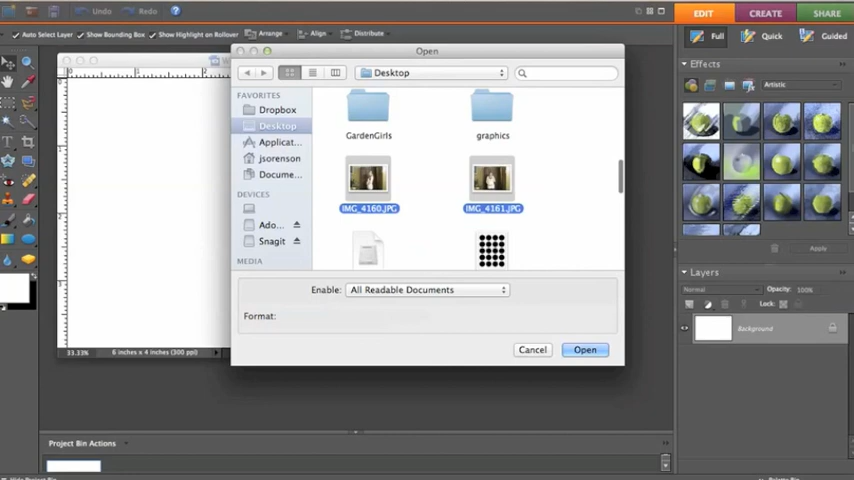 Undo
Redo
EDIT
CREATE
SHARE
Auto Select Layer
Show Bounding Box
Show Highlight on Rollover
Arrange
Align
Distribute
Full
Quick
Guided
Open
Effects
Desktop
Artistic
FAVORITES
Dropbox
Desktop
Applicat...
jsorenson
Docume...
DEVICES
Ado...
Snagit
MEDIA
GardenGirls
graphics
IMG_4160.JPG
IMG_4161.JPG
Enable: All Readable Documents
Format:
Cancel
Open
Apply
Layers
Normal
Opacity: 100%
Lock:
Background
33.33%
6 inches x 4 inches (300 ppi)
Project Bin Actions
Hide Project Bin